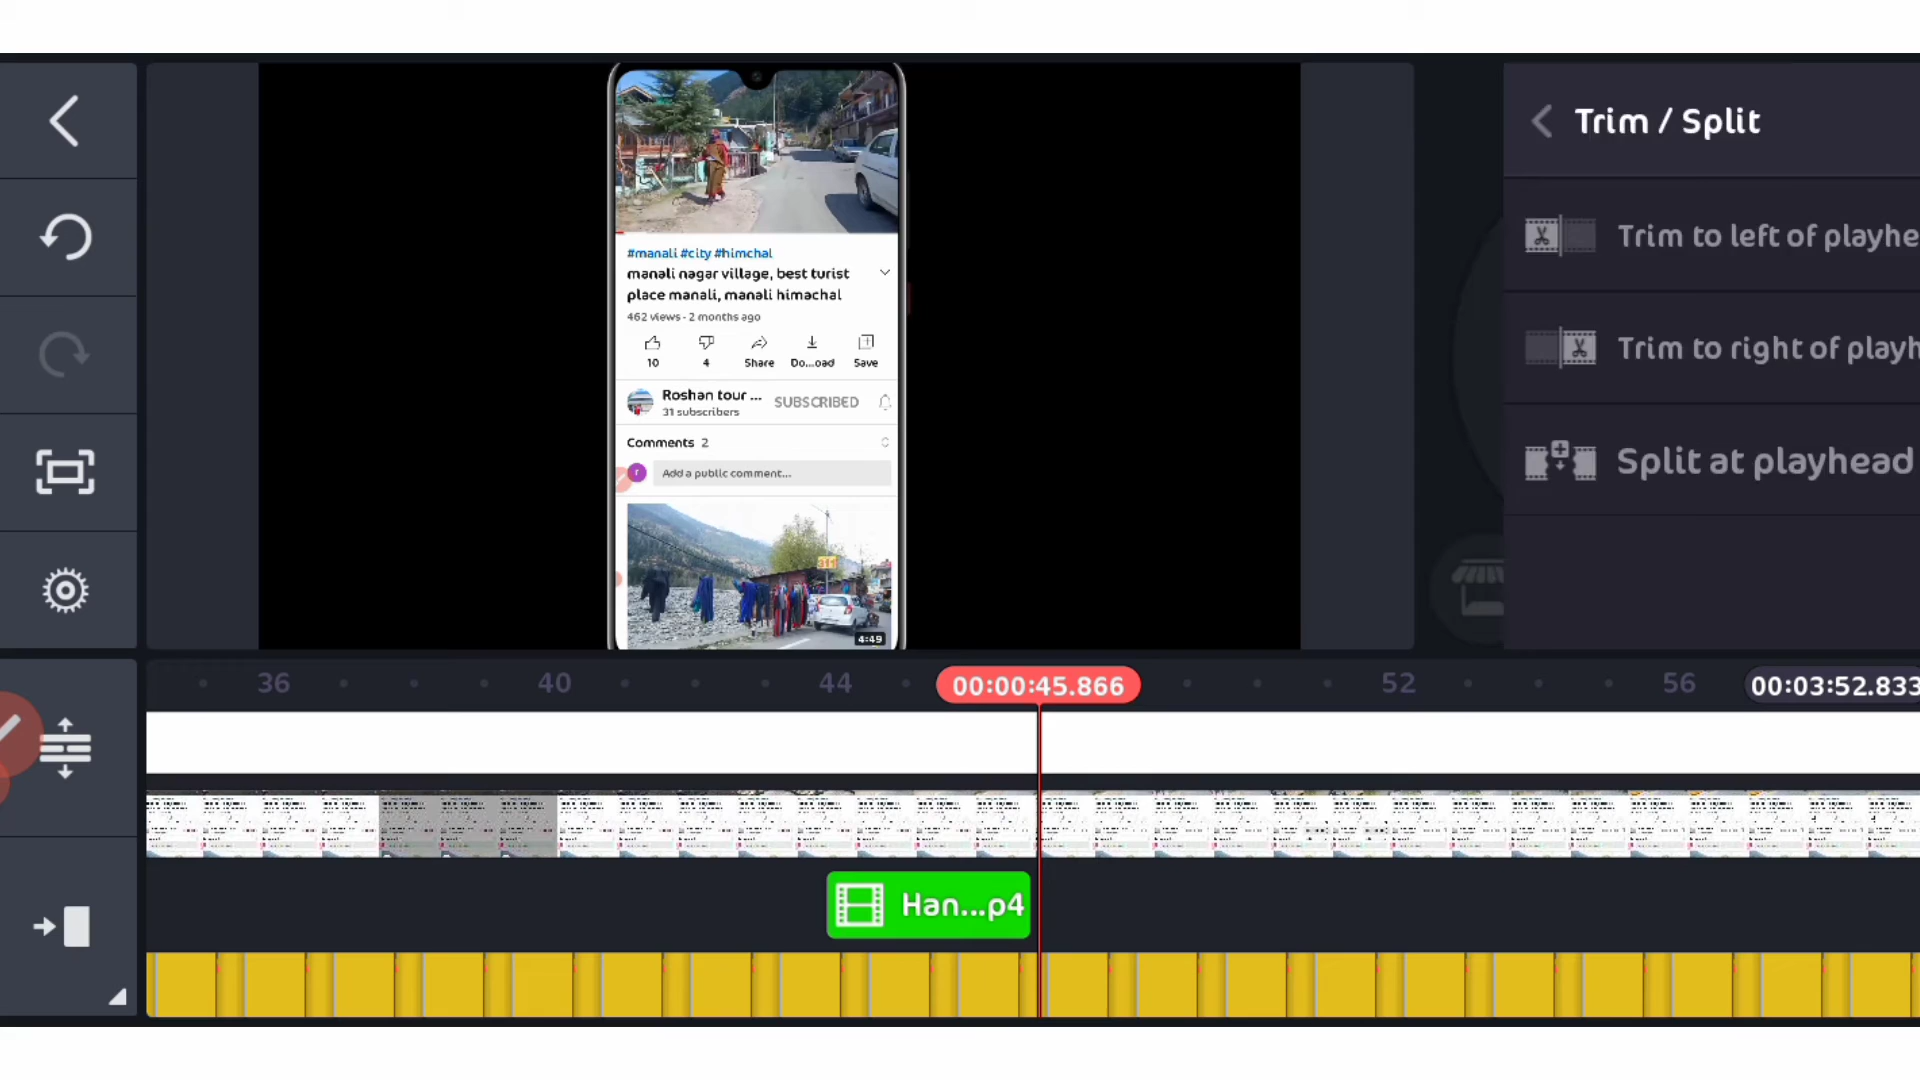 Trim / Split
Trim to left of playhe
Trim to right of playh
Split at playhead
#manali #city #himchal
manali nagar village, best turist
place manali, manali himachal
462 views · 2 months ago
10 4 Share Do...oad Save
Roshan tour ...
SUBSCRIBED
31 subscribers
Comments 2
r
Add a public comment...
4:49
36 40 44 00:00:45.866 52 56 00:03:52.833
Han...p4